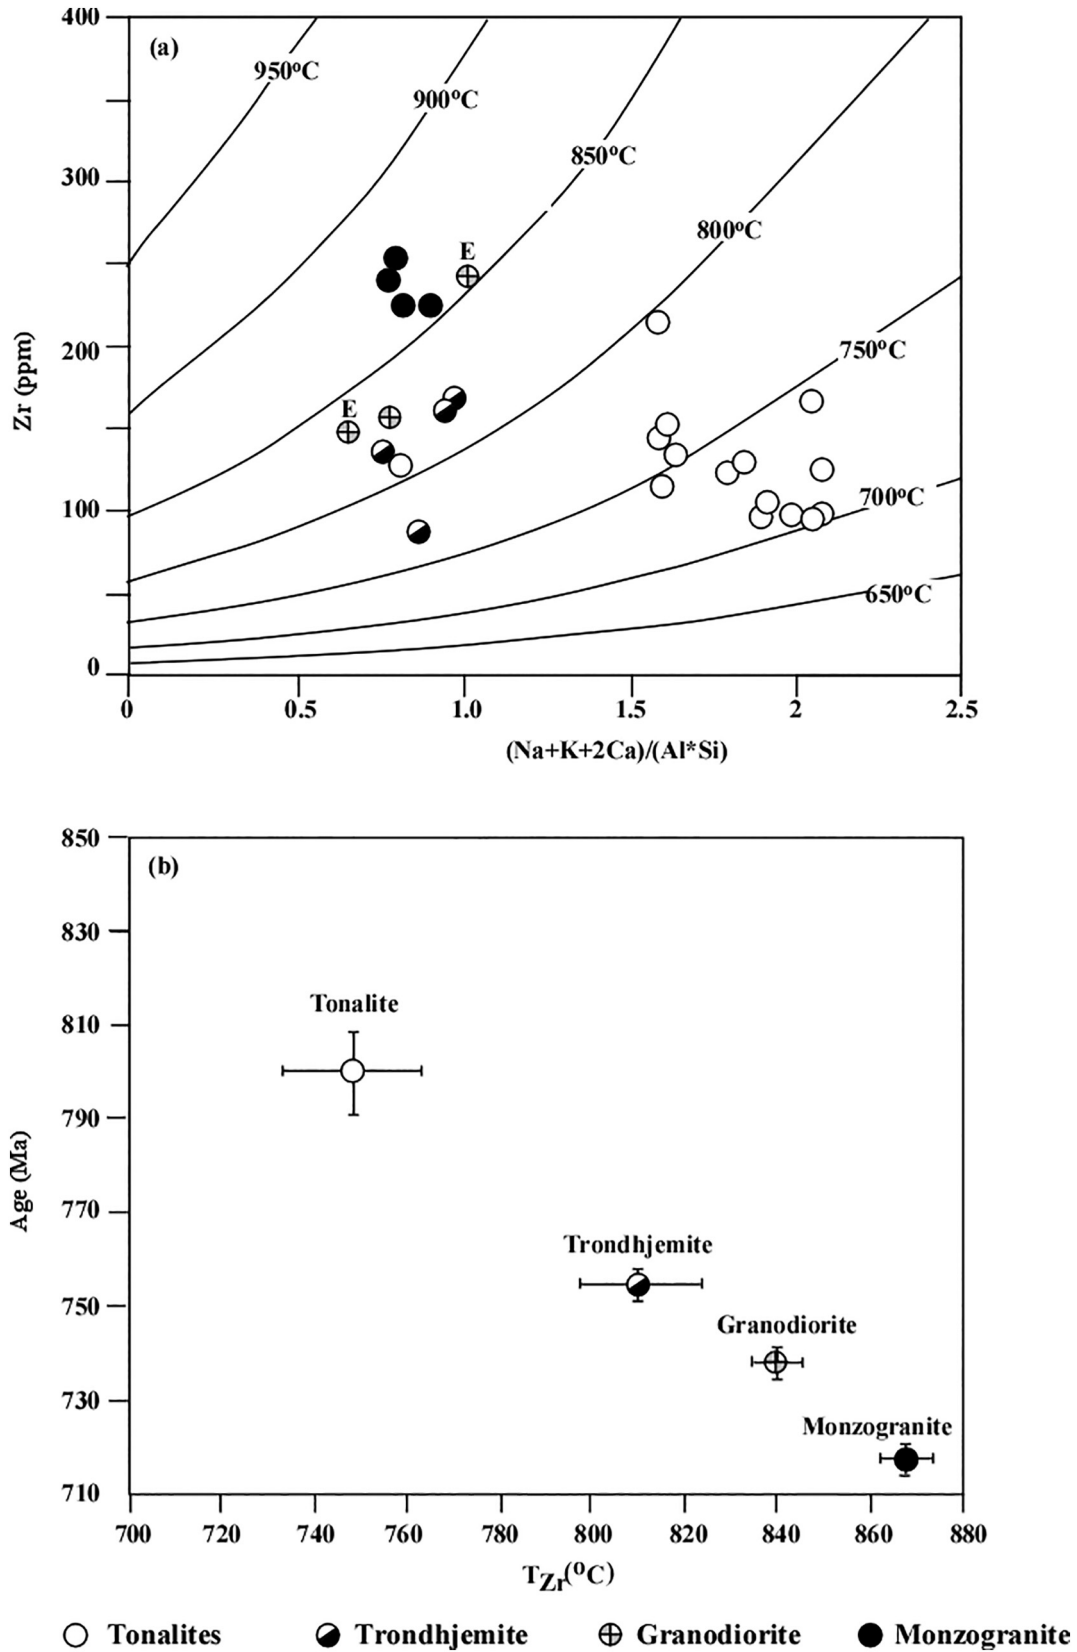 400
(a)
950°C
900°C
850°C
300
800°C
E
200
750°C
E
100
700°C
650°C
0
0 0.5 1.0 1.5 2 2.5
Zr (ppm)
(Na+K+2Ca)/(Al*Si)
850
(b)
830
810
Tonalite
790
770
Trondhjemite
750
Granodiorite
730
Monzogranite
710
700 720 740 760 780 800 820 840 860 880
Age (Ma)
TZr(°C)
Tonalites Trondhjemite Granodiorite Monzogranite